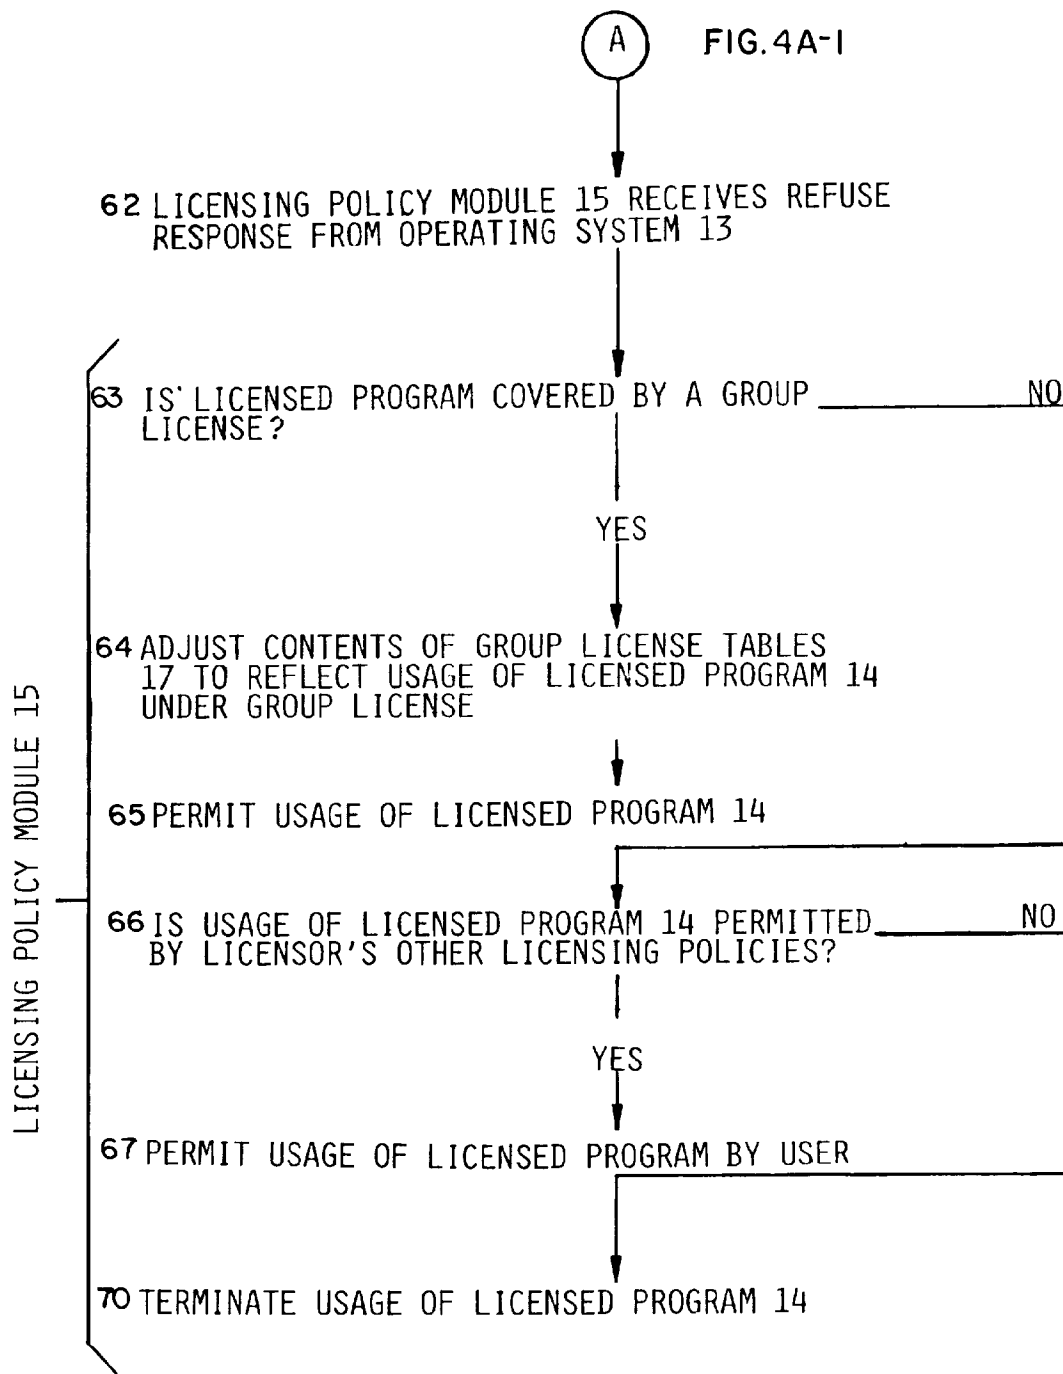 A
FIG.4A-1
62 LICENSING POLICY MODULE 15 RECEIVES REFUSE
RESPONSE FROM OPERATING SYSTEM 13
63 IS LICENSED PROGRAM COVERED BY A GROUP NO
LICENSE?
YES
64 ADJUST CONTENTS OF GROUP LICENSE TABLES
17 TO REFLECT USAGE OF LICENSED PROGRAM 14
UNDER GROUP LICENSE
65 PERMIT USAGE OF LICENSED PROGRAM 14
66 IS USAGE OF LICENSED PROGRAM 14 PERMITTED NO
BY LICENSOR'S OTHER LICENSING POLICIES?
YES
67 PERMIT USAGE OF LICENSED PROGRAM BY USER
70 TERMINATE USAGE OF LICENSED PROGRAM 14
LICENSING POLICY MODULE 15